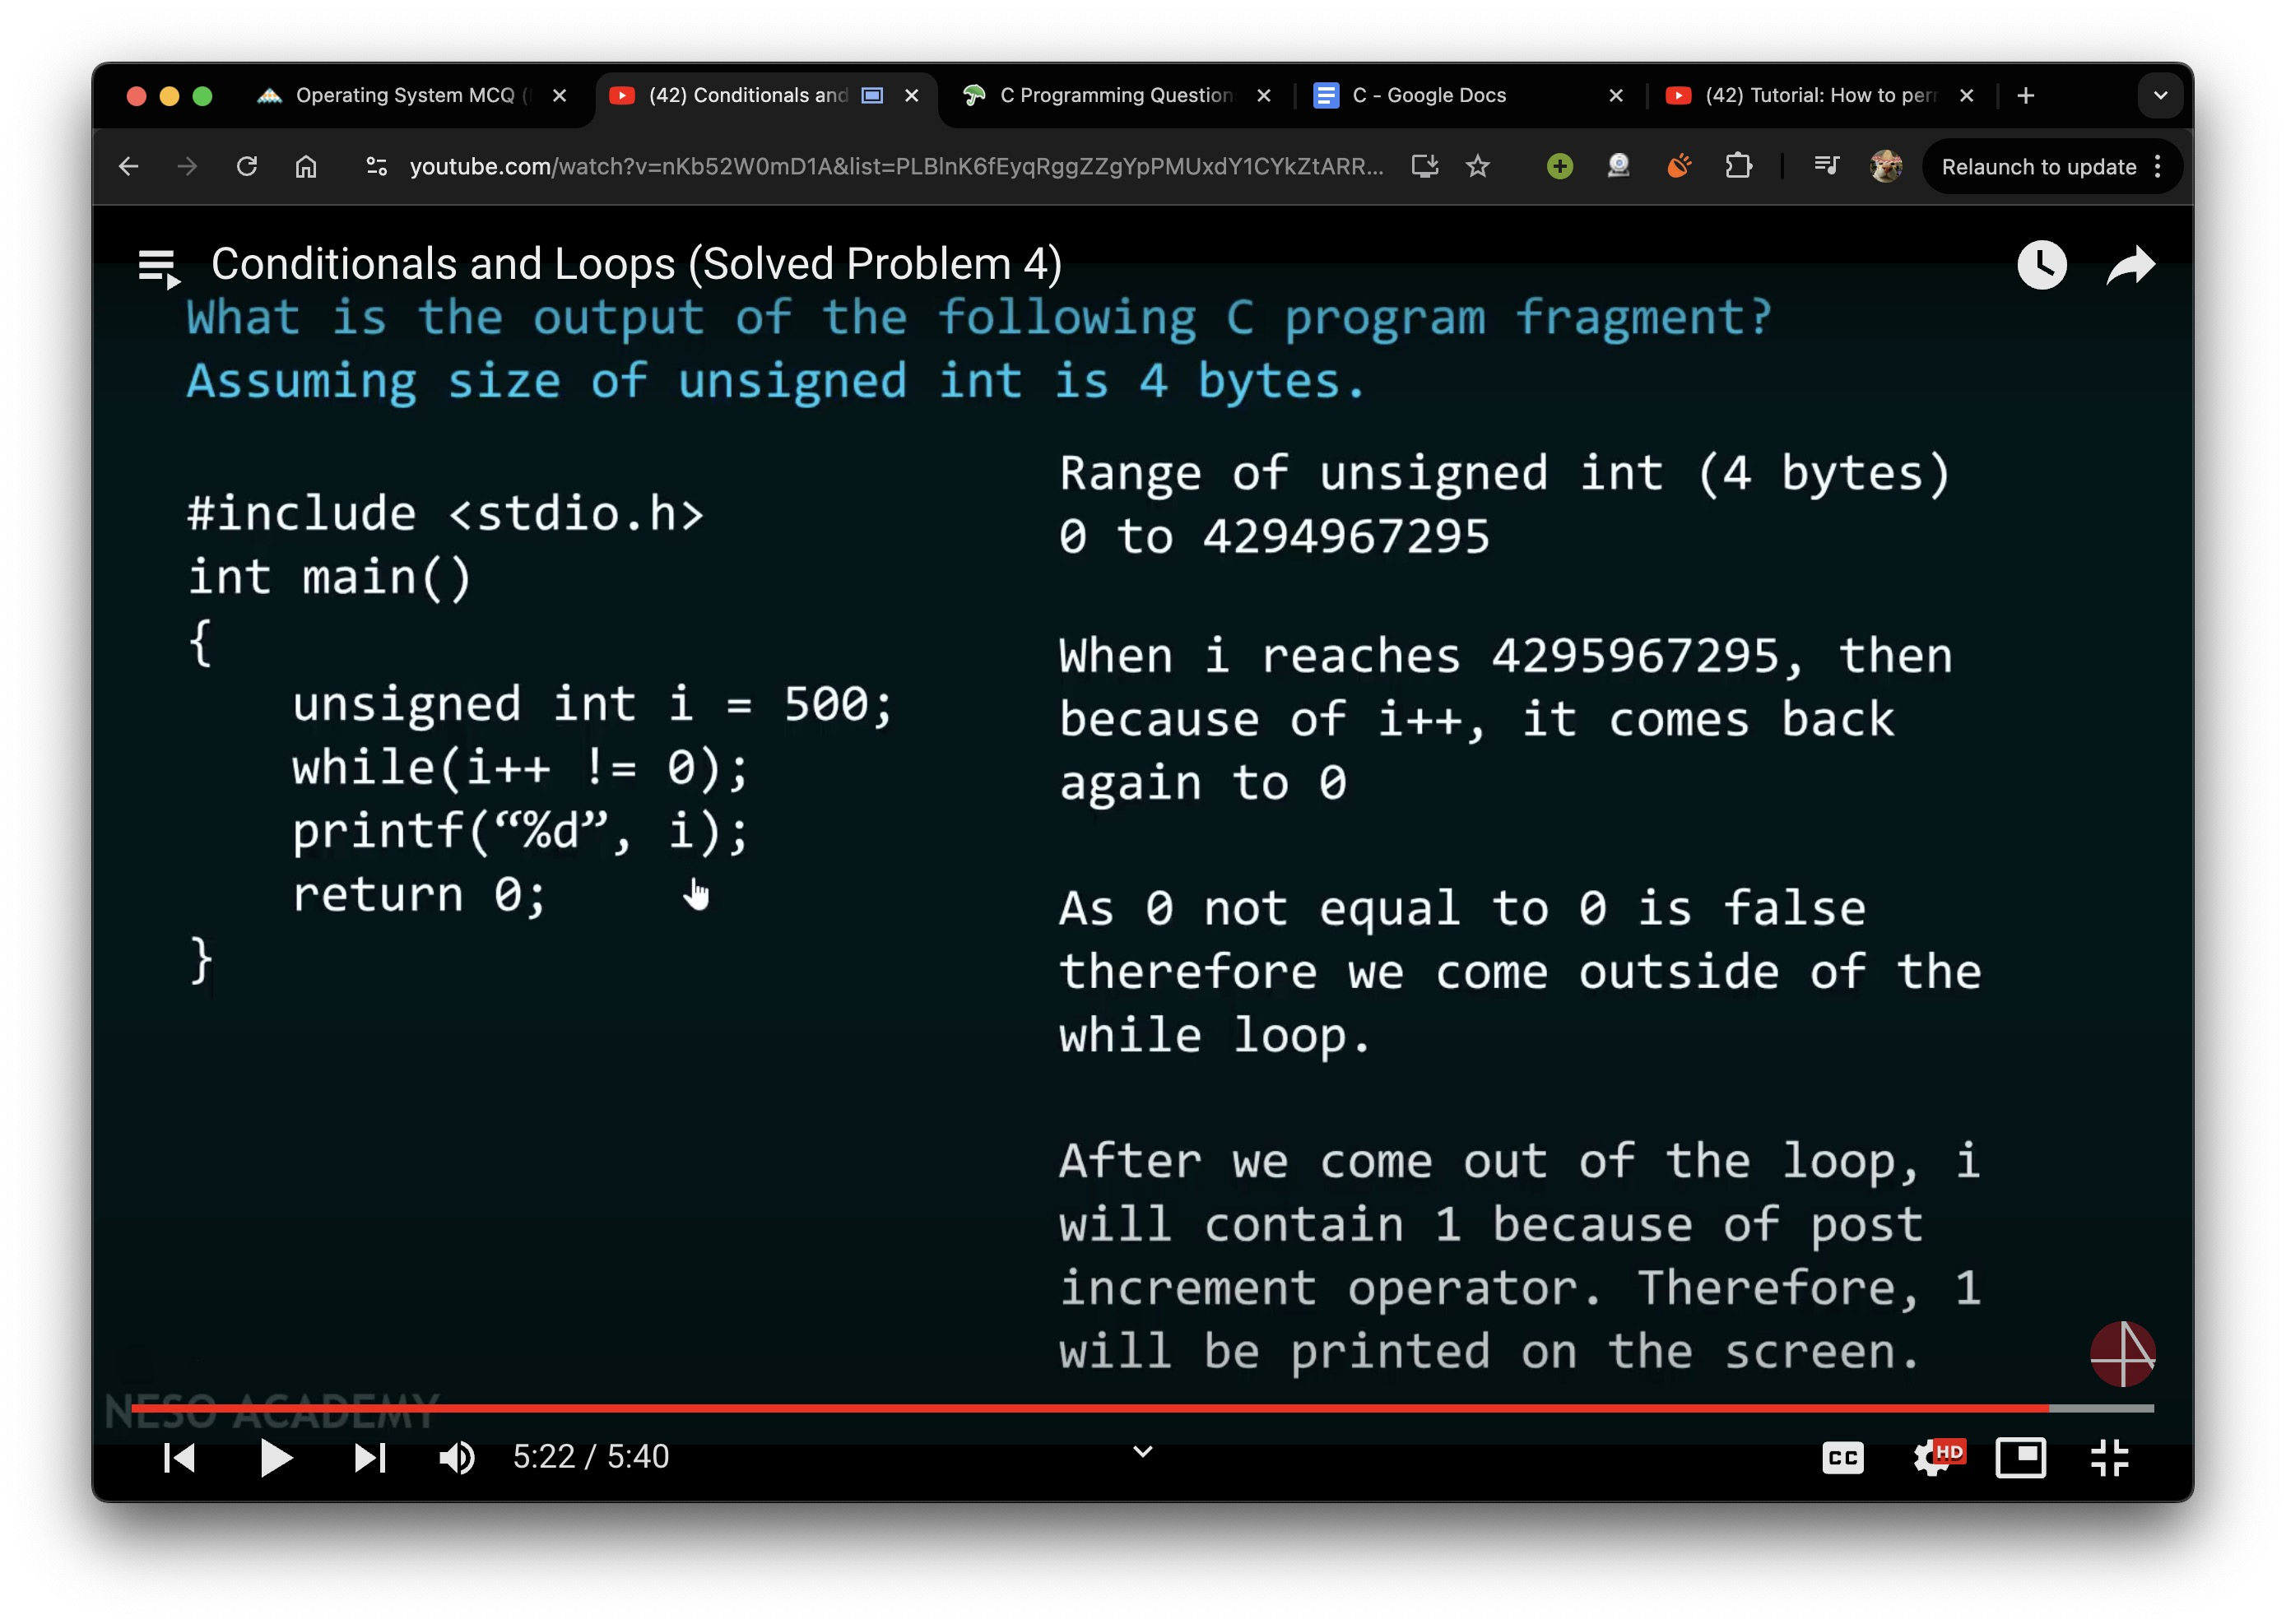 Operating System MCQ (
(42) Conditionals and
C Programming Question
C - Google Docs
(42) Tutorial: How to perr
youtube.com/watch?v=nKb52W0mD1A&list=PLBlnK6fEyqRggZZgYpPMUxdY1CYkZtARR...
Relaunch to update
Conditionals and Loops (Solved Problem 4)
What is the output of the following C program fragment?
Assuming size of unsigned int is 4 bytes.
#include <stdio.h>
int main()
{
unsigned int i = 500;
while(i++ != 0);
printf(“%d”, i);
return 0;
}
Range of unsigned int (4 bytes)
0 to 4294967295
When i reaches 4295967295, then
because of i++, it comes back
again to 0
As 0 not equal to 0 is false
therefore we come outside of the
while loop.
After we come out of the loop, i
will contain 1 because of post
increment operator. Therefore, 1
will be printed on the screen.
NESO ACADEMY
5:22 / 5:40
CC
HD